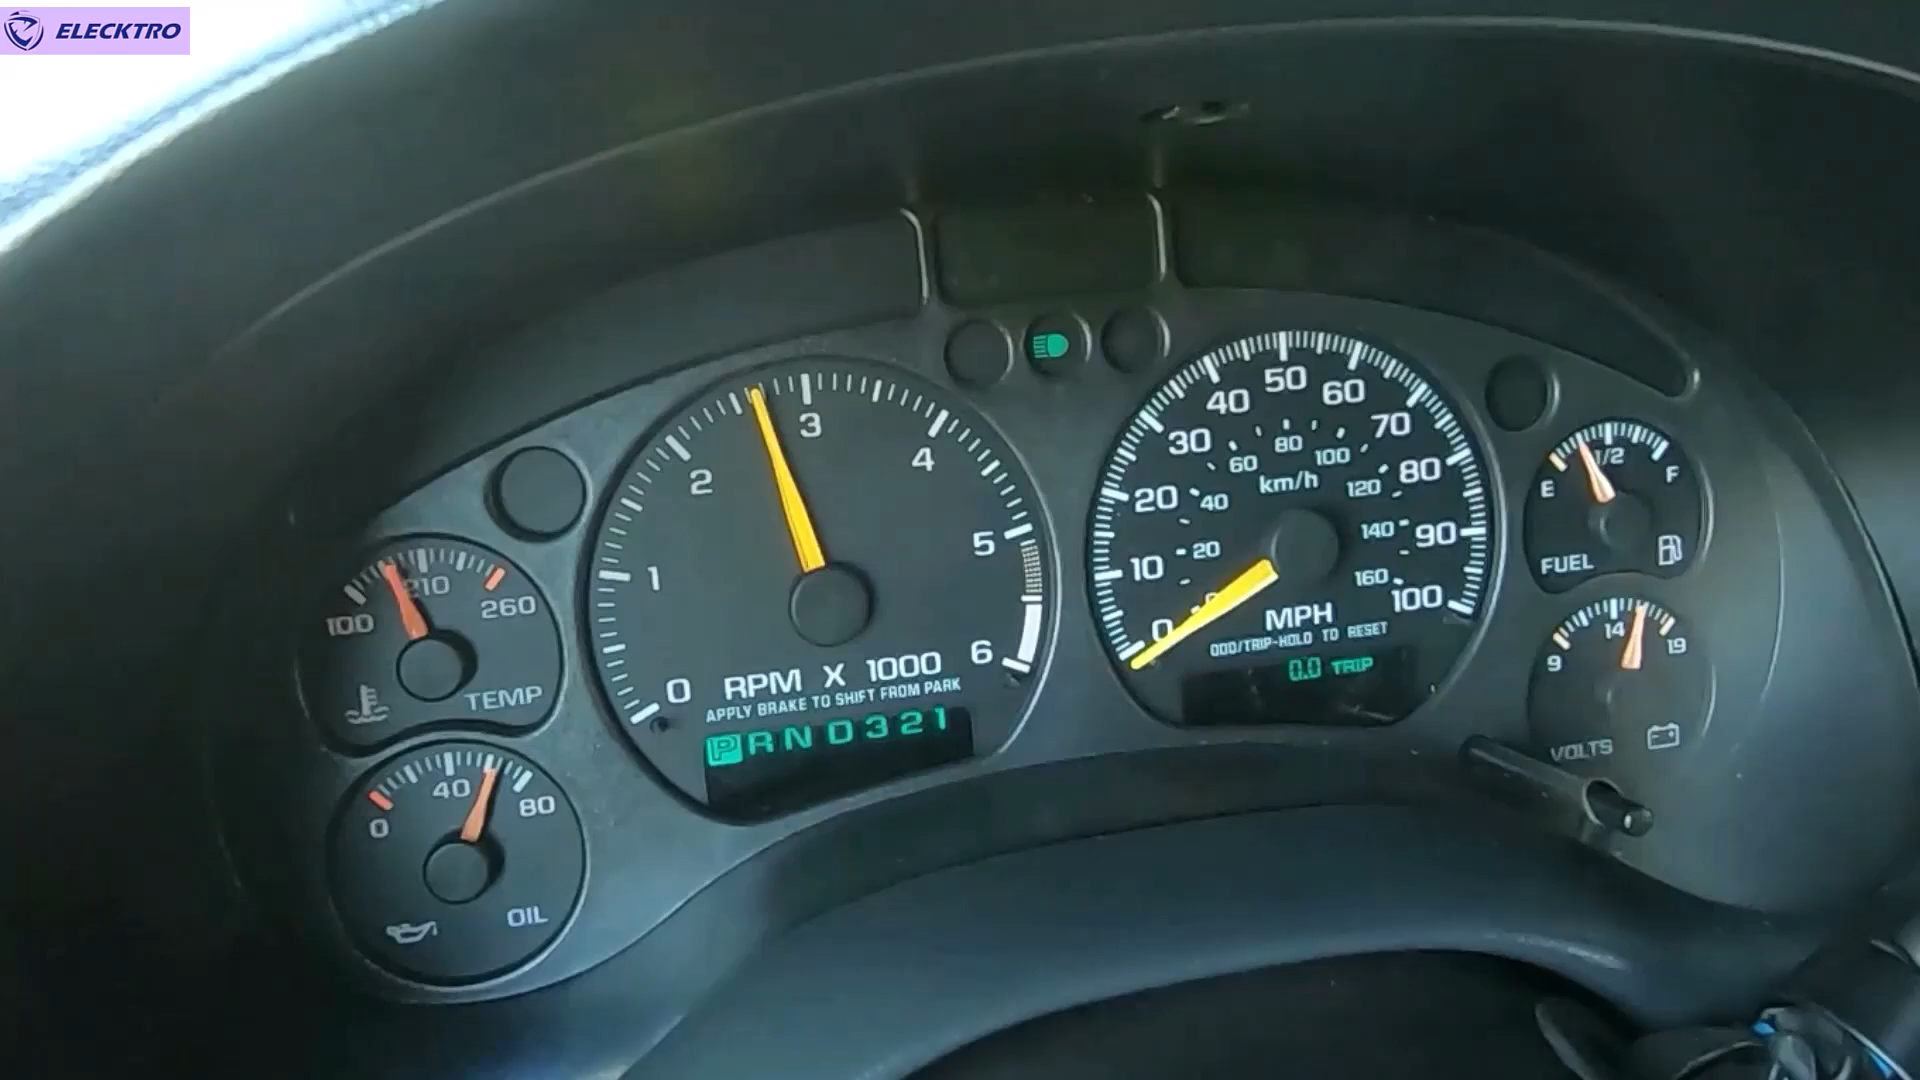 ELECKTRO
3
2
4
1
5
0
6
RPM X 1000
APPLY BRAKE TO SHIFT FROM PARK
P R N D 3 2 1
100
210
260
TEMP
0
40
80
OIL
50
40
60
30
70
20
80
10
90
0
100
80
60
100
40
120
20
140
160
km/h
MPH
ODO/TRIP-HOLD TO RESET
0.0 TRIP
E
1/2
F
FUEL
9
14
19
VOLTS